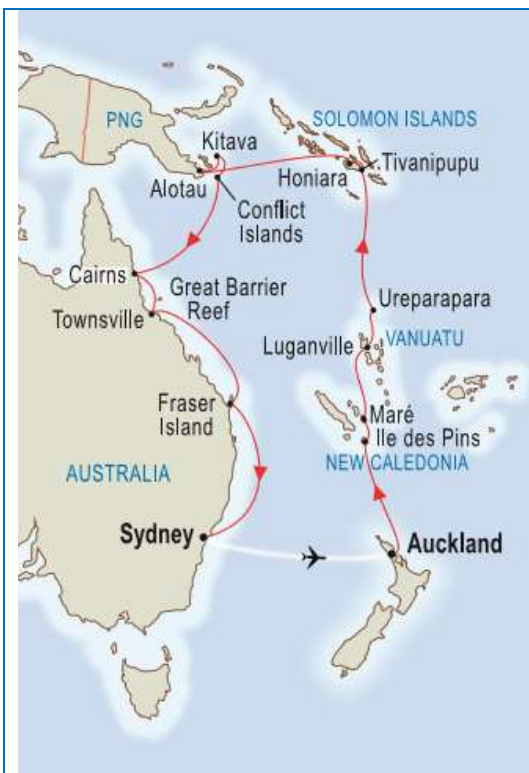 PNG
SOLOMON ISLANDS
Kitava
Tivanipupu
Honiara
Alotau
Conflict
Islands
Cairns
Great Barrier
Reef
Ureparapara
Townsville
Luganville
VANUATU
Fraser
Island
Maré
Ile des Pins
NEW CALEDONIA
AUSTRALIA
Sydney
Auckland